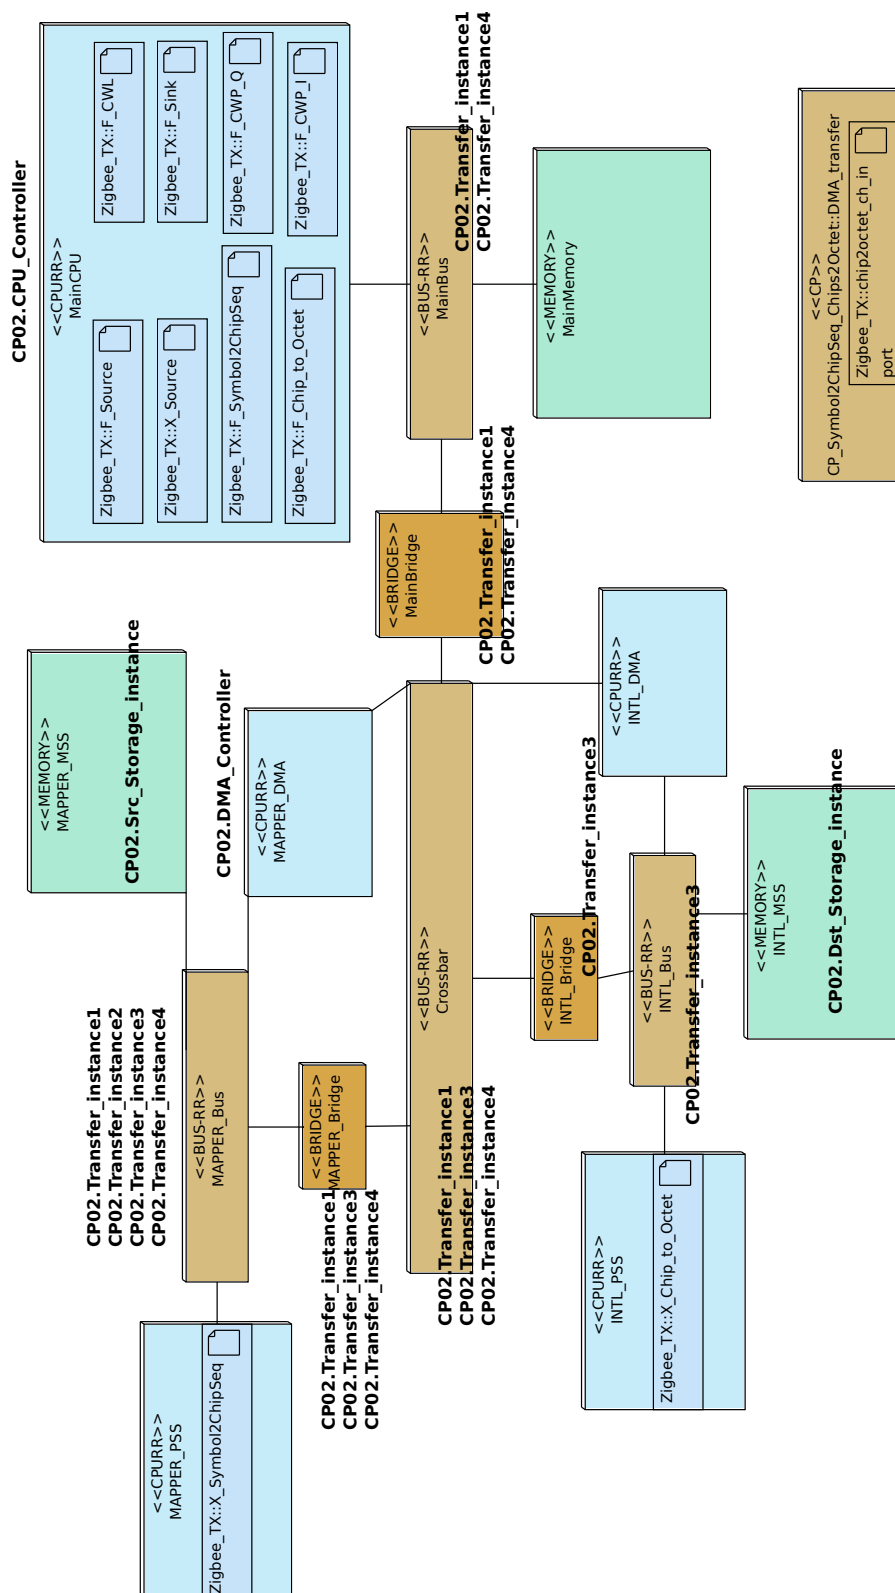 CP02.CPU_Controller
<<CPURR>>
MainCPU
Zigbee_TX::F_Source
Zigbee_TX::F_CWL
Zigbee_TX::X_Source
Zigbee_TX::F_Sink
Zigbee_TX::F_Symbol2ChipSeq
Zigbee_TX::F_CWP_Q
Zigbee_TX::F_Chip_to_Octet
Zigbee_TX::F_CWP_I
<<BUS-RR>>
MainBus
CP02.Transfer_instance1
CP02.Transfer_instance4
<<MEMORY>>
MainMemory
<<CP>>
CP_Symbol2ChipSeq_Chips2Octet::DMA_transfer
Zigbee_TX::chip2octet_ch_in
port
<<BRIDGE>>
MainBridge
CP02.Transfer_instance1
CP02.Transfer_instance4
<<MEMORY>>
MAPPER_MSS
CP02.Src_Storage_instance
CP02.DMA_Controller
<<CPURR>>
MAPPER_DMA
<<CPURR>>
INTL_DMA
<<BUS-RR>>
Crossbar
CP02.Transfer_instance1
CP02.Transfer_instance3
CP02.Transfer_instance4
<<BRIDGE>>
INTL_Bridge
CP02.Transfer_instance3
<<BUS-RR>>
INTL_Bus
CP02.Transfer_instance3
<<MEMORY>>
INTL_MSS
CP02.Dst_Storage_instance
CP02.Transfer_instance1
CP02.Transfer_instance2
CP02.Transfer_instance3
CP02.Transfer_instance4
<<BUS-RR>>
MAPPER_Bus
<<BRIDGE>>
MAPPER_Bridge
CP02.Transfer_instance1
CP02.Transfer_instance3
CP02.Transfer_instance4
<<CPURR>>
MAPPER_PSS
Zigbee_TX::X_Symbol2ChipSeq
<<CPURR>>
INTL_PSS
Zigbee_TX::X_Chip_to_Octet